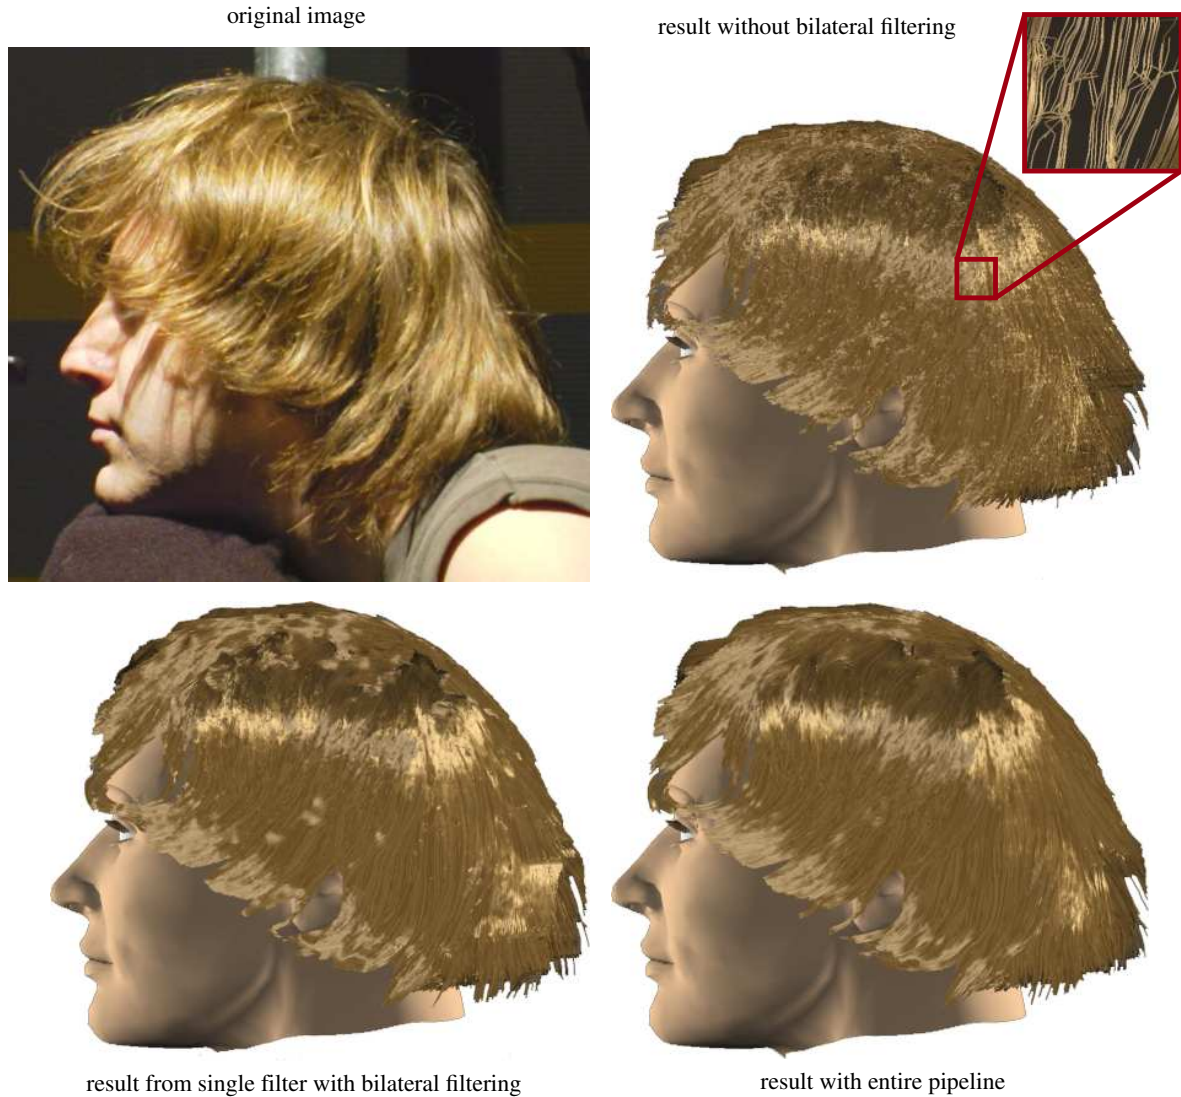 original image
result without bilateral filtering
result from single filter with bilateral filtering
result with entire pipeline